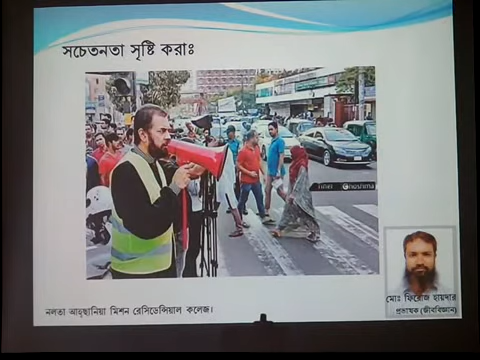 সচেতনতা সৃষ্টি করাঃ
নলতা আহ্ছানিয়া মিশন রেসিডেন্সিয়াল কলেজ।
মোঃ ফিরোজ হায়দার
প্রভাষক (জীববিজ্ঞান)